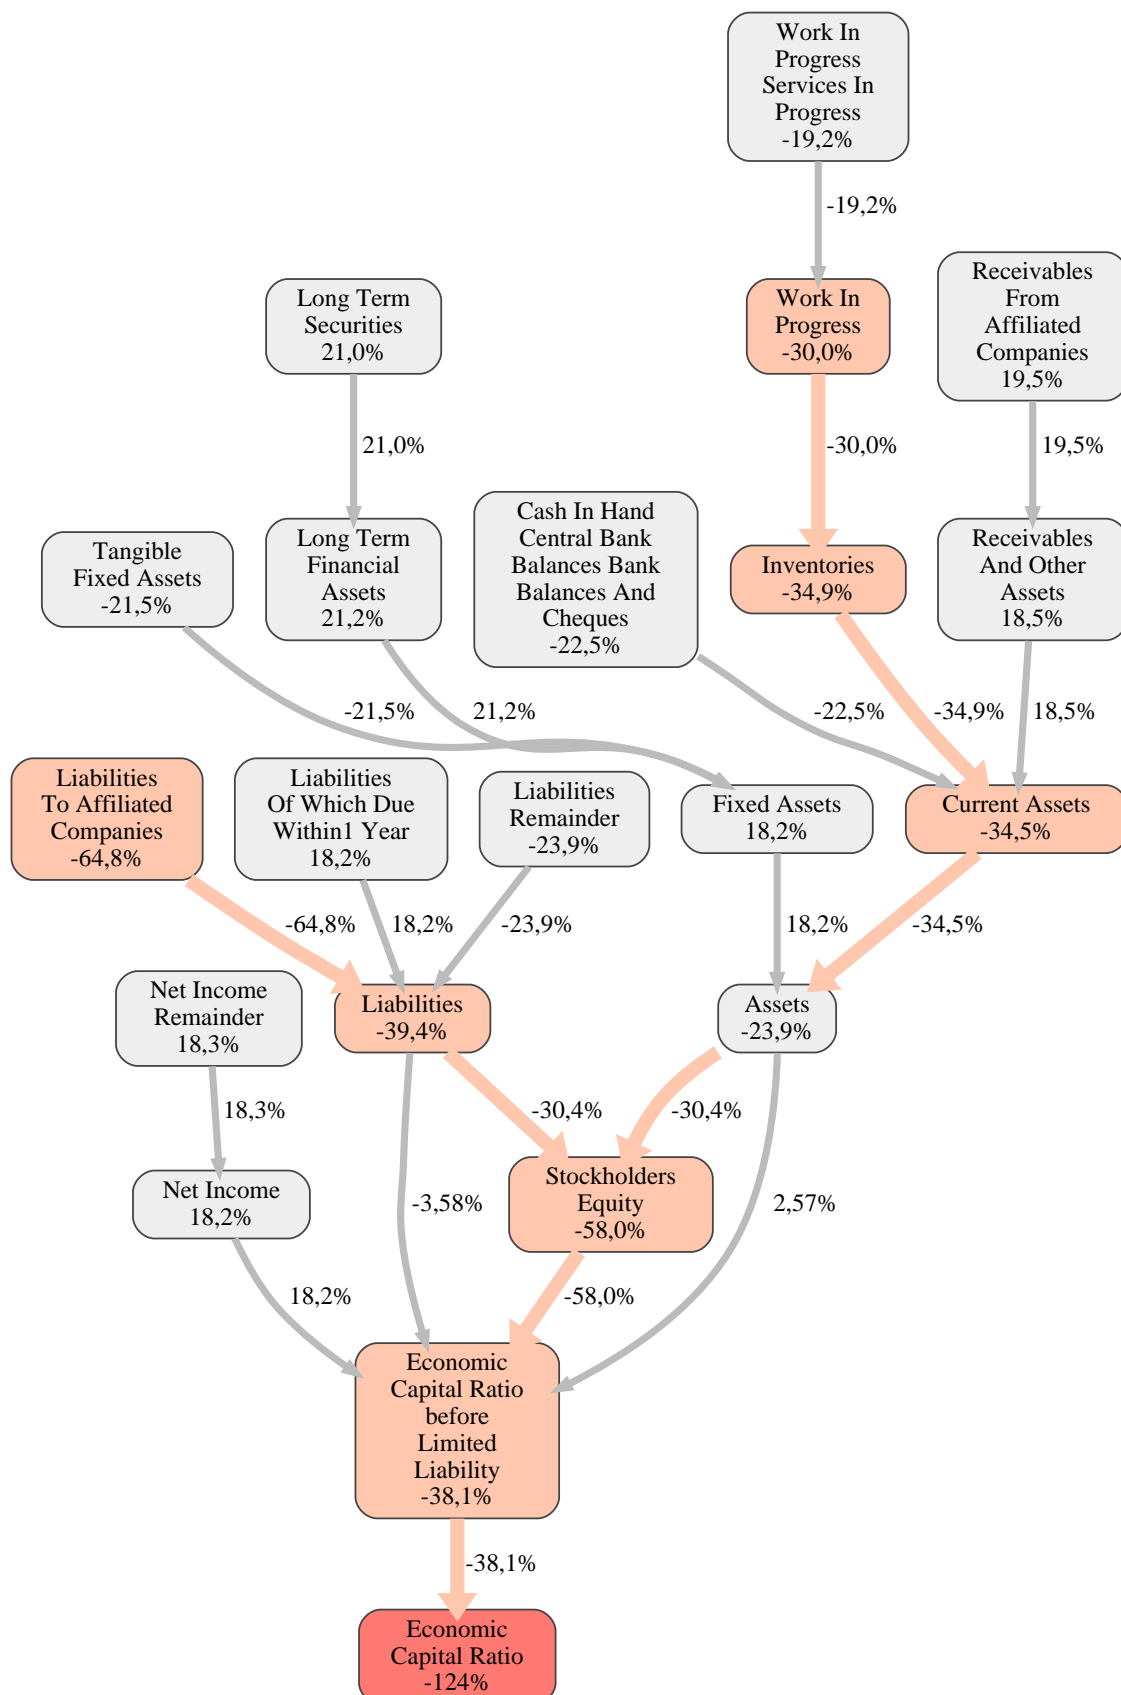 Work In
Progress
Services In
Progress
-19,2%
-19,2%
Long Term
Securities
21,0%
Work In
Progress
-30,0%
Receivables
From
Affiliated
Companies
19,5%
21,0%
-30,0%
19,5%
Tangible
Fixed Assets
-21,5%
Long Term
Financial
Assets
21,2%
Cash In Hand
Central Bank
Balances Bank
Balances And
Cheques
-22,5%
Inventories
-34,9%
Receivables
And Other
Assets
18,5%
-21,5%
21,2%
-22,5%
-34,9%
18,5%
Liabilities
To Affiliated
Companies
-64,8%
Liabilities
Of Which Due
Within1 Year
18,2%
Liabilities
Remainder
-23,9%
Fixed Assets
18,2%
Current Assets
-34,5%
-64,8%
18,2%
-23,9%
18,2%
-34,5%
Net Income
Remainder
18,3%
Liabilities
-39,4%
Assets
-23,9%
18,3%
-30,4%
-30,4%
Net Income
18,2%
-3,58%
Stockholders
Equity
-58,0%
2,57%
18,2%
-58,0%
Economic
Capital Ratio
before
Limited
Liability
-38,1%
-38,1%
Economic
Capital Ratio
-124%